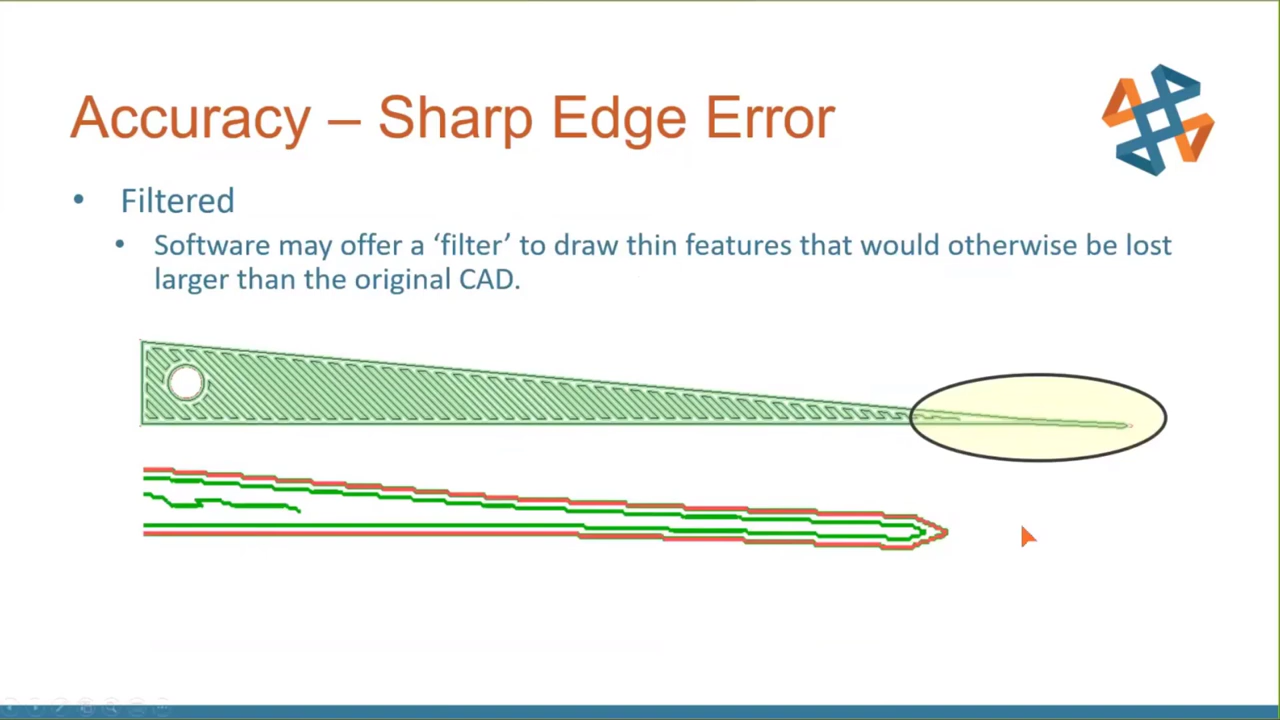 Accuracy – Sharp Edge Error
• Filtered
• Software may offer a ‘filter’ to draw thin features that would otherwise be lost
larger than the original CAD.